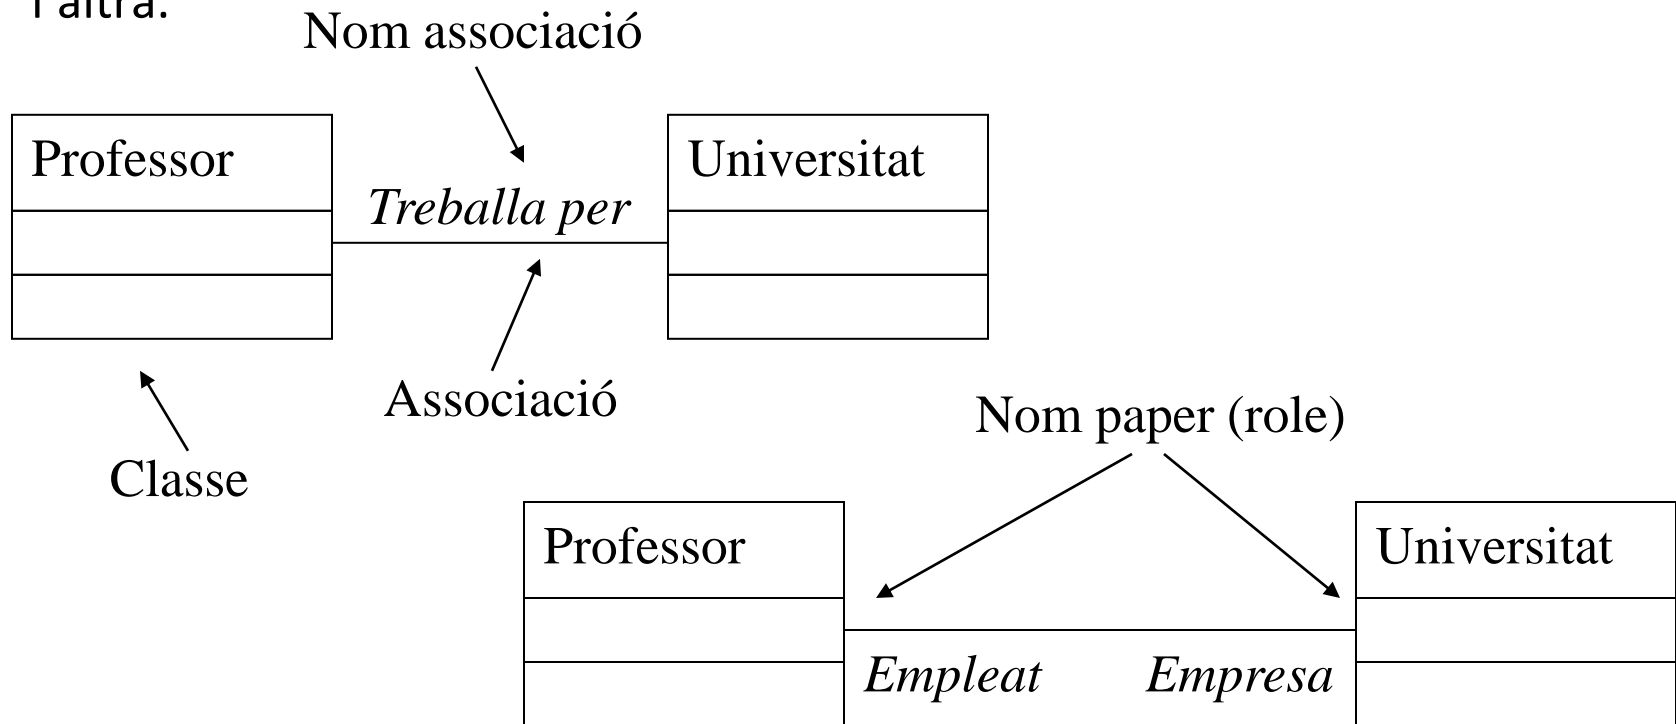 l'altra.
Nom associació
Professor
Universitat
Treballa per
Associació
Classe
Nom paper (role)
Professor
Universitat
Empleat
Empresa